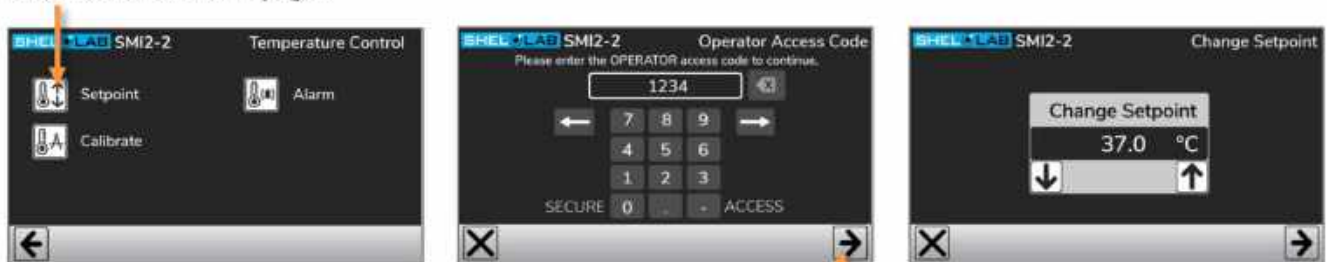 SHEL LAB SMI2-2 Temperature Control
Setpoint Alarm
Calibrate
SHEL LAB SMI2-2 Operator Access Code
Please enter the OPERATOR access code to continue.
1234
7 8 9
4 5 6
1 2 3
SECURE 0 . - ACCESS
SHEL LAB SMI2-2 Change Setpoint
Change Setpoint
37.0 °C